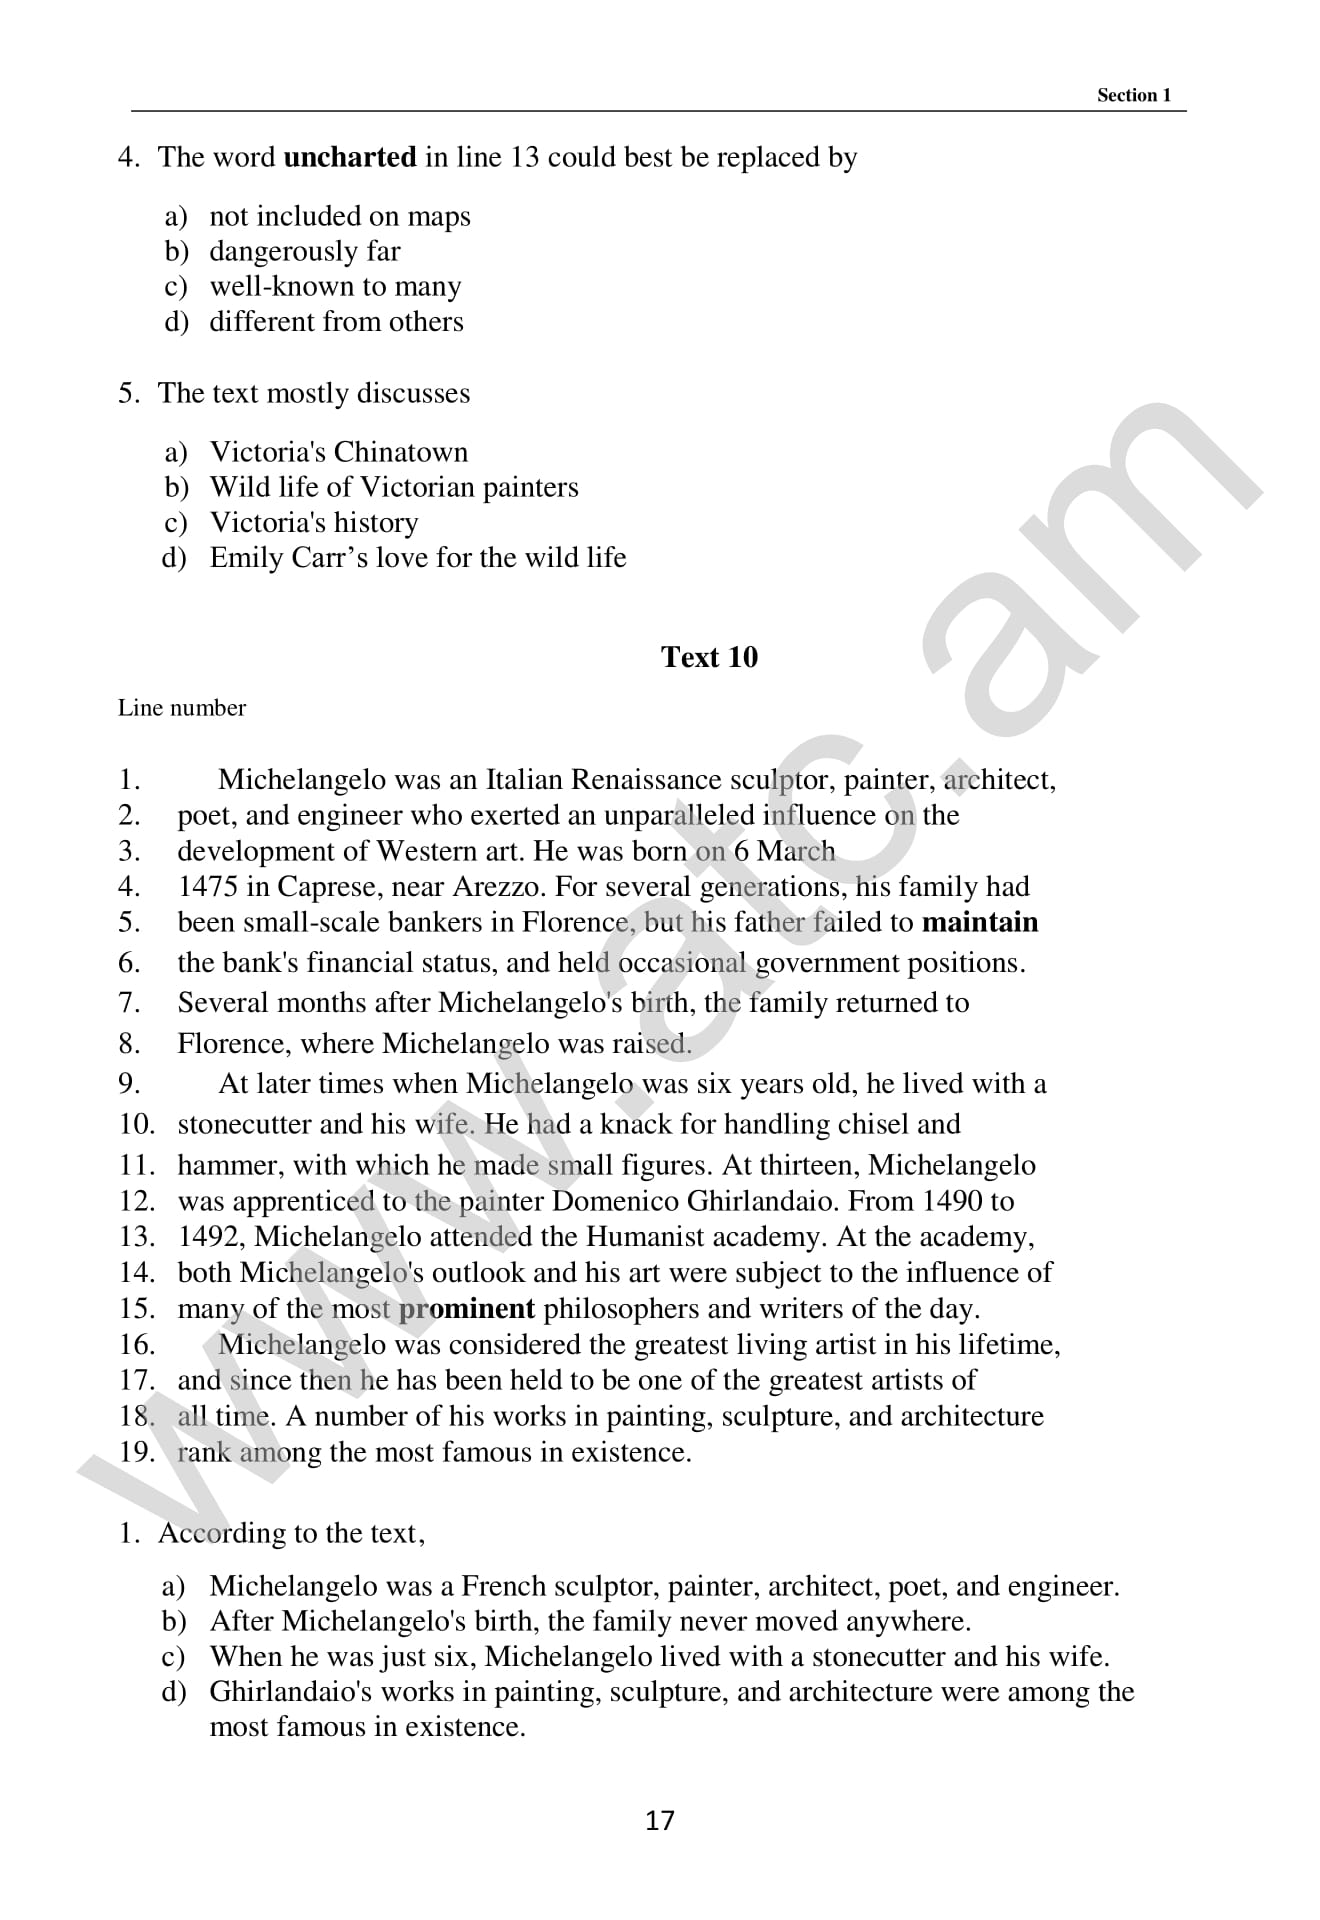 Section 1
4. The word uncharted in line 13 could best be replaced by
a) not included on maps
b) dangerously far
c) well-known to many
d) different from others
5. The text mostly discusses
a) Victoria's Chinatown
b) Wild life of Victorian painters
c) Victoria's history
d) Emily Carr’s love for the wild life
Text 10
Line number
1. Michelangelo was an Italian Renaissance sculptor, painter, architect,
2. poet, and engineer who exerted an unparalleled influence on the
3. development of Western art. He was born on 6 March
4. 1475 in Caprese, near Arezzo. For several generations, his family had
5. been small-scale bankers in Florence, but his father failed to maintain
6. the bank's financial status, and held occasional government positions.
7. Several months after Michelangelo's birth, the family returned to
8. Florence, where Michelangelo was raised.
9. At later times when Michelangelo was six years old, he lived with a
10. stonecutter and his wife. He had a knack for handling chisel and
11. hammer, with which he made small figures. At thirteen, Michelangelo
12. was apprenticed to the painter Domenico Ghirlandaio. From 1490 to
13. 1492, Michelangelo attended the Humanist academy. At the academy,
14. both Michelangelo's outlook and his art were subject to the influence of
15. many of the most prominent philosophers and writers of the day.
16. Michelangelo was considered the greatest living artist in his lifetime,
17. and since then he has been held to be one of the greatest artists of
18. all time. A number of his works in painting, sculpture, and architecture
19. rank among the most famous in existence.
1. According to the text,
a) Michelangelo was a French sculptor, painter, architect, poet, and engineer.
b) After Michelangelo's birth, the family never moved anywhere.
c) When he was just six, Michelangelo lived with a stonecutter and his wife.
d) Ghirlandaio's works in painting, sculpture, and architecture were among the
most famous in existence.
17
www.atc.am